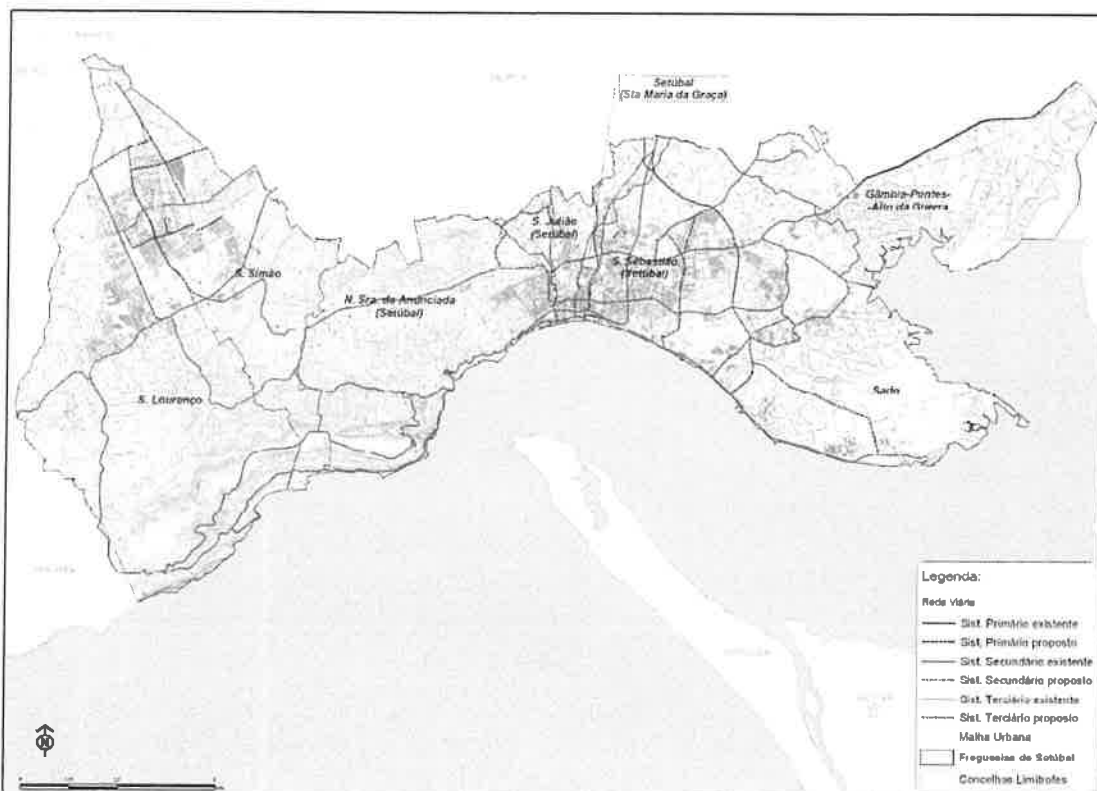 Setúbal
(Sta Maria da Graça)
Gâmbia-Pontes-
-Alto da Guerra
S. Julião
(Setúbal)
S. Sebastião
(Setúbal)
S. Simão
N. Sra. da Anunciada
(Setúbal)
S. Lourenço
Sado
Legenda:
Rede Viária
Sist. Primário existente
Sist. Primário proposto
Sist. Secundário existente
Sist. Secundário proposto
Sist. Terciário existente
Sist. Terciário proposto
Malha Urbana
Freguesias de Setúbal
Concelhos Limítrofes
N